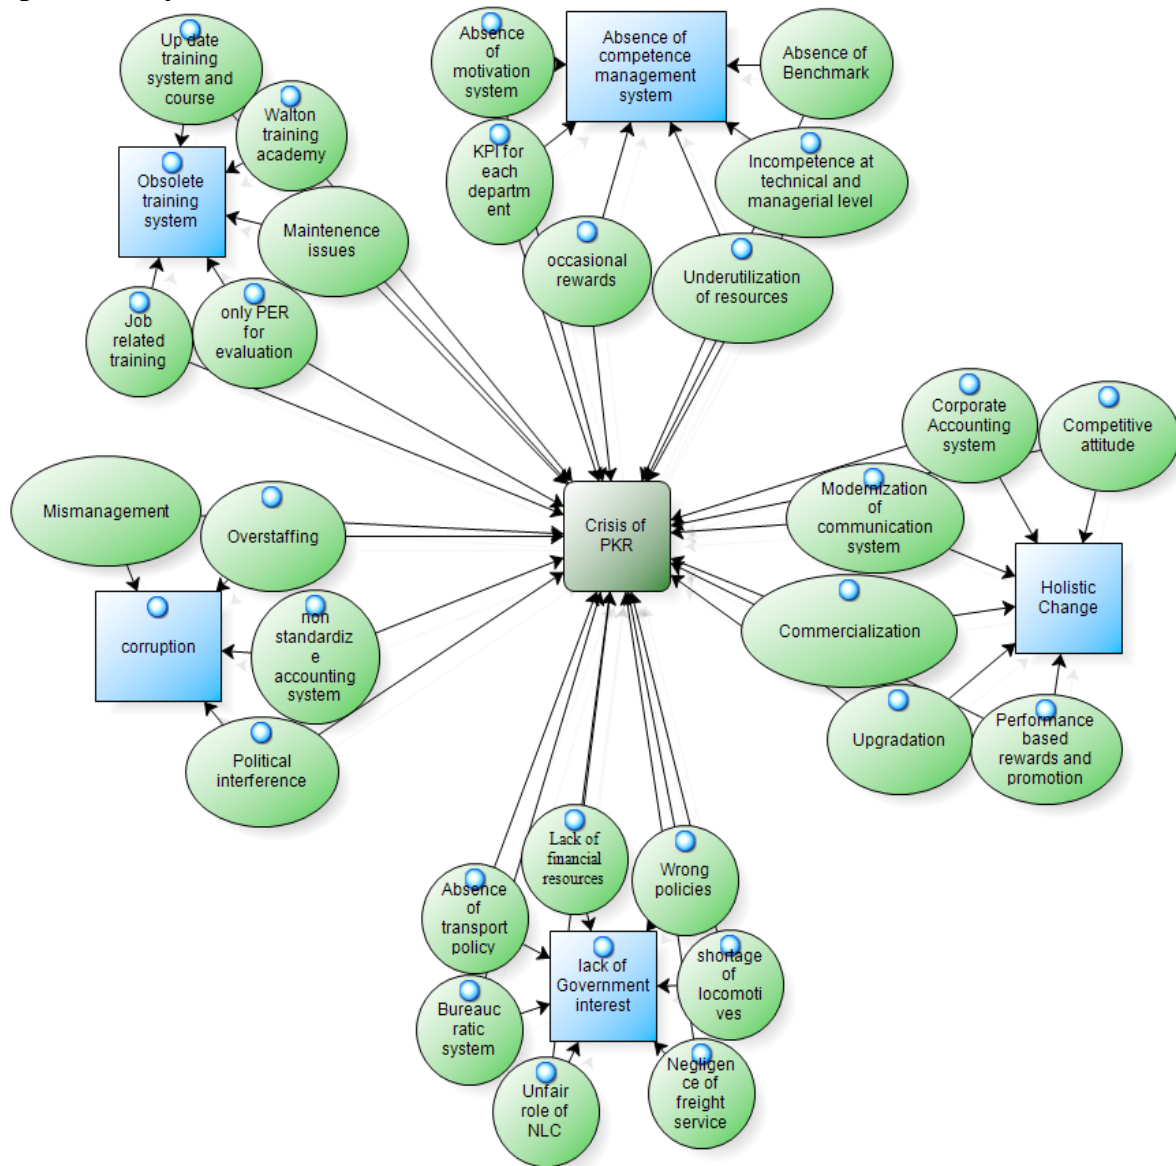 Up date
training
system and
course
Walton
training
academy
Obsolete
training
system
Maintenence
issues
Job
related
training
only PER
for
evaluation
Absence
of
motivation
system
Absence of
competence
management
system
Absence of
Benchmark
KPI for
each
departm
ent
occasional
rewards
Underutilization
of resources
Incompetence at
technical and
managerial level
Corporate
Accounting
system
Competitive
attitude
Modernization
of
communication
system
Holistic
Change
Commercialization
Upgradation
Performance
based
rewards and
promotion
Crisis of
PKR
Mismanagement
Overstaffing
corruption
non
standardiz
e
accounting
system
Political
interference
Lack of
financial
resources
Wrong
policies
Absence
of
transport
policy
lack of
Government
interest
shortage
of
locomoti
ves
Bureauc
ratic
system
Unfair
role of
NLC
Negligen
ce of
freight
service